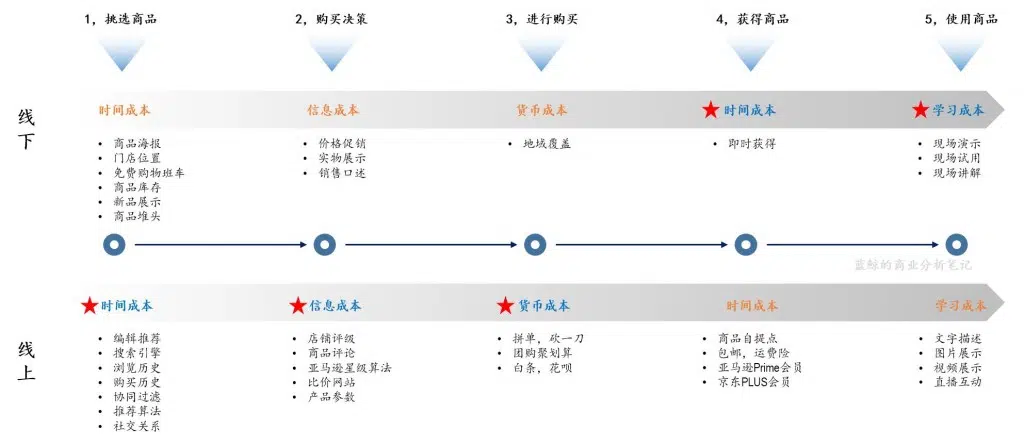 1，挑选商品
2，购买决策
3，进行购买
4，获得商品
5，使用商品
线下
时间成本
• 商品海报
• 门店位置
• 免费购物班车
• 商品库存
• 新品展示
• 商品堆头
信息成本
• 价格促销
• 实物展示
• 销售口述
货币成本
• 地域覆盖
时间成本
• 即时获得
学习成本
• 现场演示
• 现场试用
• 现场讲解
蓝鲸的商业分析笔记
线上
时间成本
• 编辑推荐
• 搜索引擎
• 浏览历史
• 购买历史
• 协同过滤
• 推荐算法
• 社交关系
信息成本
• 店铺评级
• 商品评论
• 亚马逊星级算法
• 比价网站
• 产品参数
货币成本
• 拼单，砍一刀
• 团购聚划算
• 白条，花呗
时间成本
• 商品自提点
• 包邮，运费险
• 亚马逊Prime会员
• 京东PLUS会员
学习成本
• 文字描述
• 图片展示
• 视频展示
• 直播互动